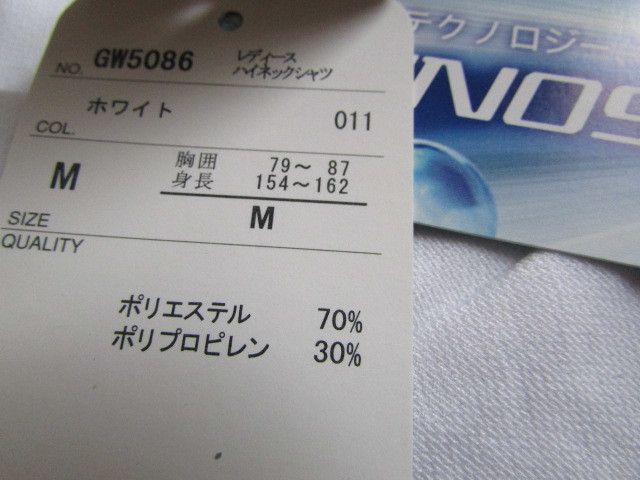 NO. GW5086 レディース
ハイネックシャツ
COL. ホワイト 011
M 胸囲 79～ 87
身長 154～162
SIZE M
QUALITY
ポリエステル 70%
ポリプロピレン 30%
テクノロジー